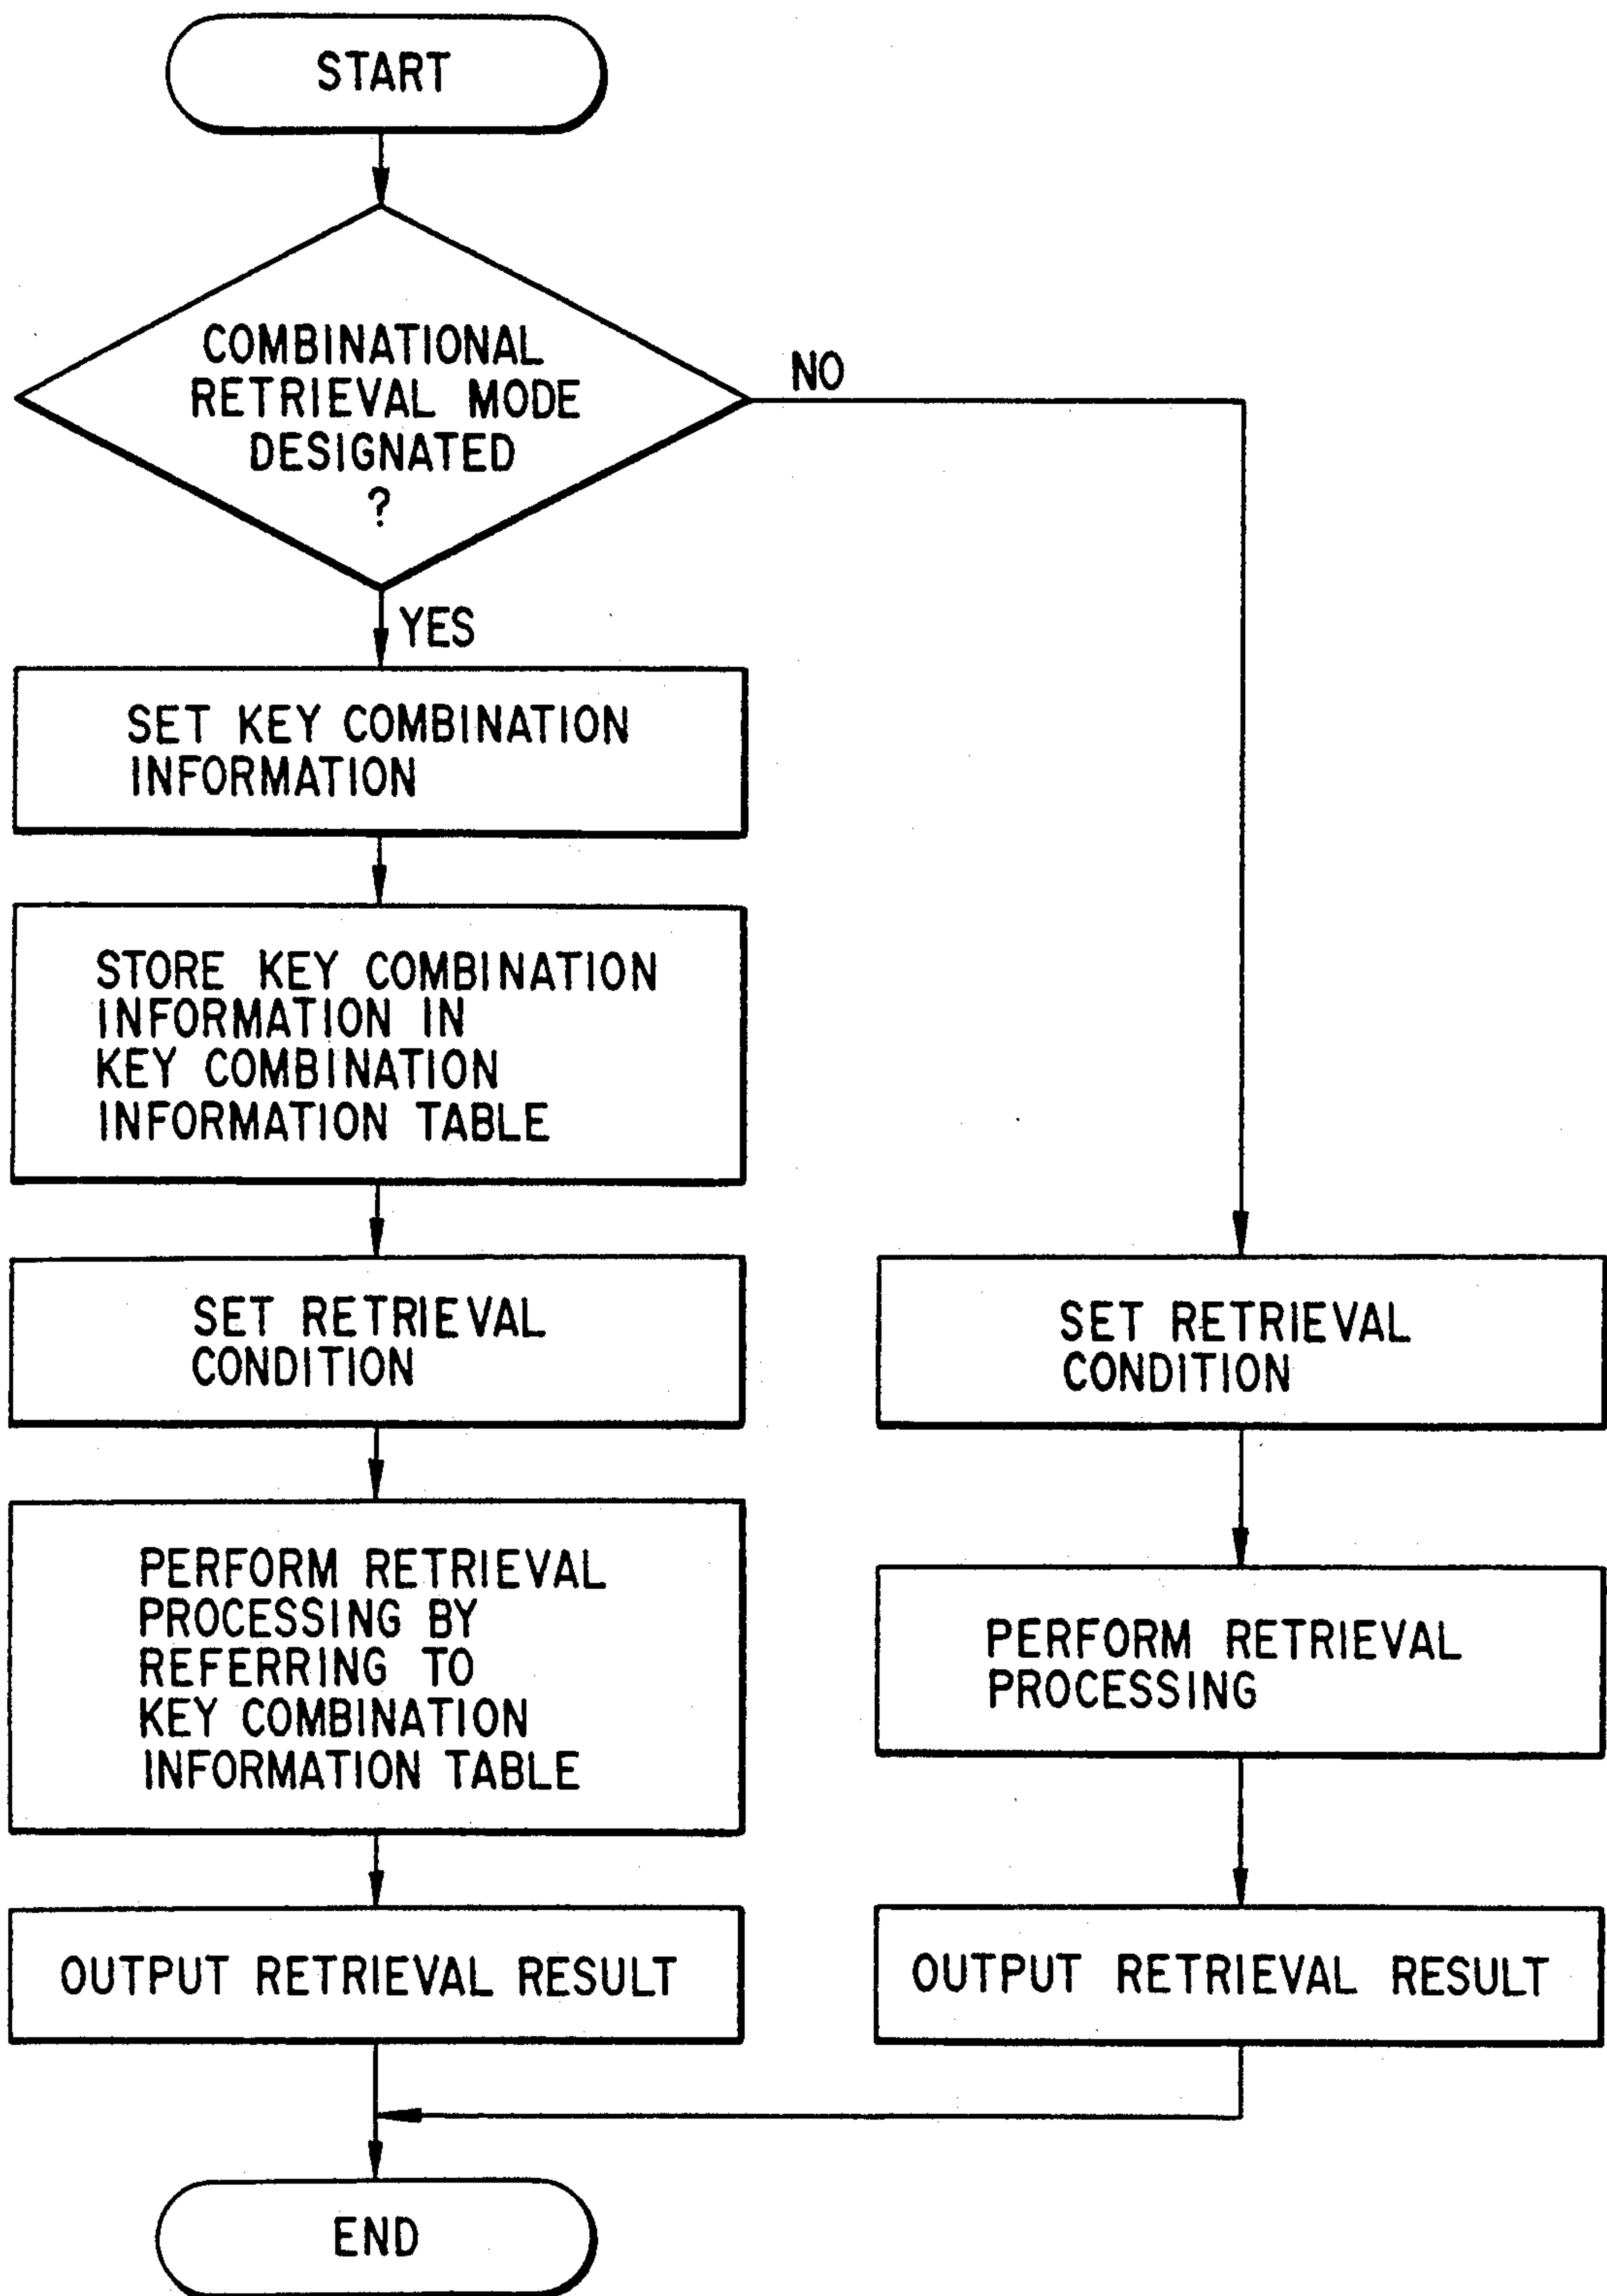 START
COMBINATIONAL
RETRIEVAL MODE
DESIGNATED
?
NO
YES
SET KEY COMBINATION
INFORMATION
STORE KEY COMBINATION
INFORMATION IN
KEY COMBINATION
INFORMATION TABLE
SET RETRIEVAL
CONDITION
PERFORM RETRIEVAL
PROCESSING BY
REFERRING TO
KEY COMBINATION
INFORMATION TABLE
OUTPUT RETRIEVAL RESULT
SET RETRIEVAL
CONDITION
PERFORM RETRIEVAL
PROCESSING
OUTPUT RETRIEVAL RESULT
END